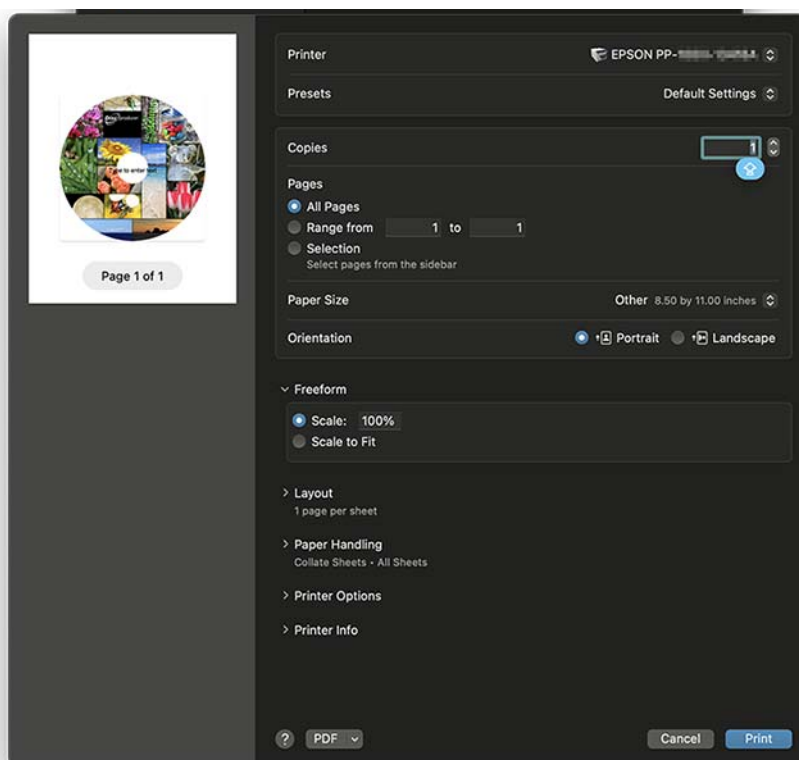 Printer
EPSON PP-
Presets
Default Settings
Copies
1
Pages
All Pages
Range from 1 to 1
Selection
Select pages from the sidebar
Paper Size
Other 8.50 by 11.00 inches
Orientation
Portrait Landscape
Freeform
Scale: 100%
Scale to Fit
Layout
1 page per sheet
Paper Handling
Collate Sheets • All Sheets
Printer Options
Printer Info
? PDF
Cancel Print
to enter text
Page 1 of 1